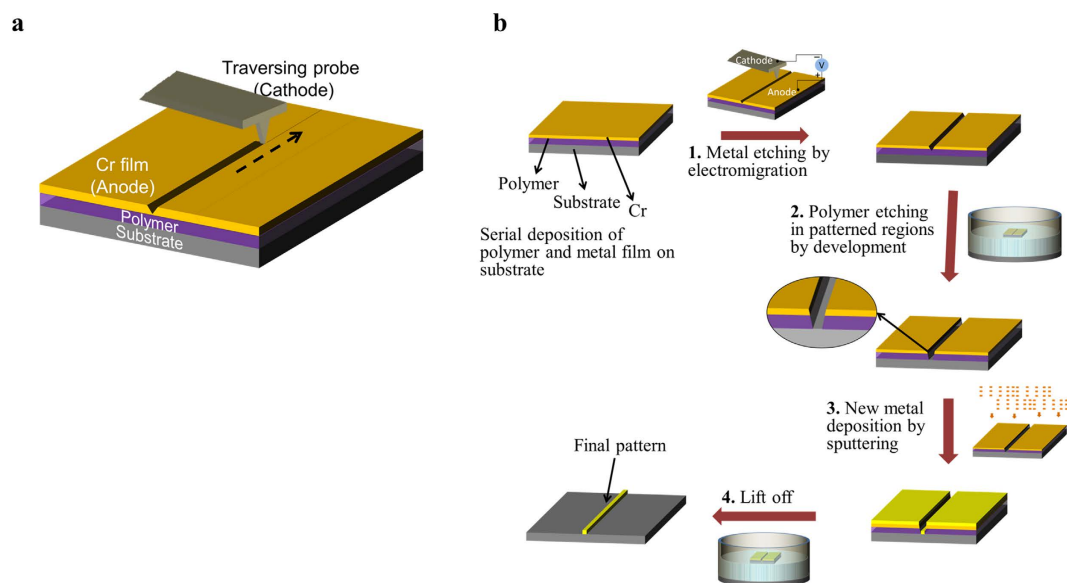 a
Traversing probe
(Cathode)
Cr film
(Anode)
Polymer
Substrate
b
Cathode
Anode
−
V
+
1. Metal etching by
electromigration
Polymer
Substrate
Cr
Serial deposition of
polymer and metal film on
substrate
2. Polymer etching
in patterned regions
by development
3. New metal
deposition by
sputtering
4. Lift off
Final pattern